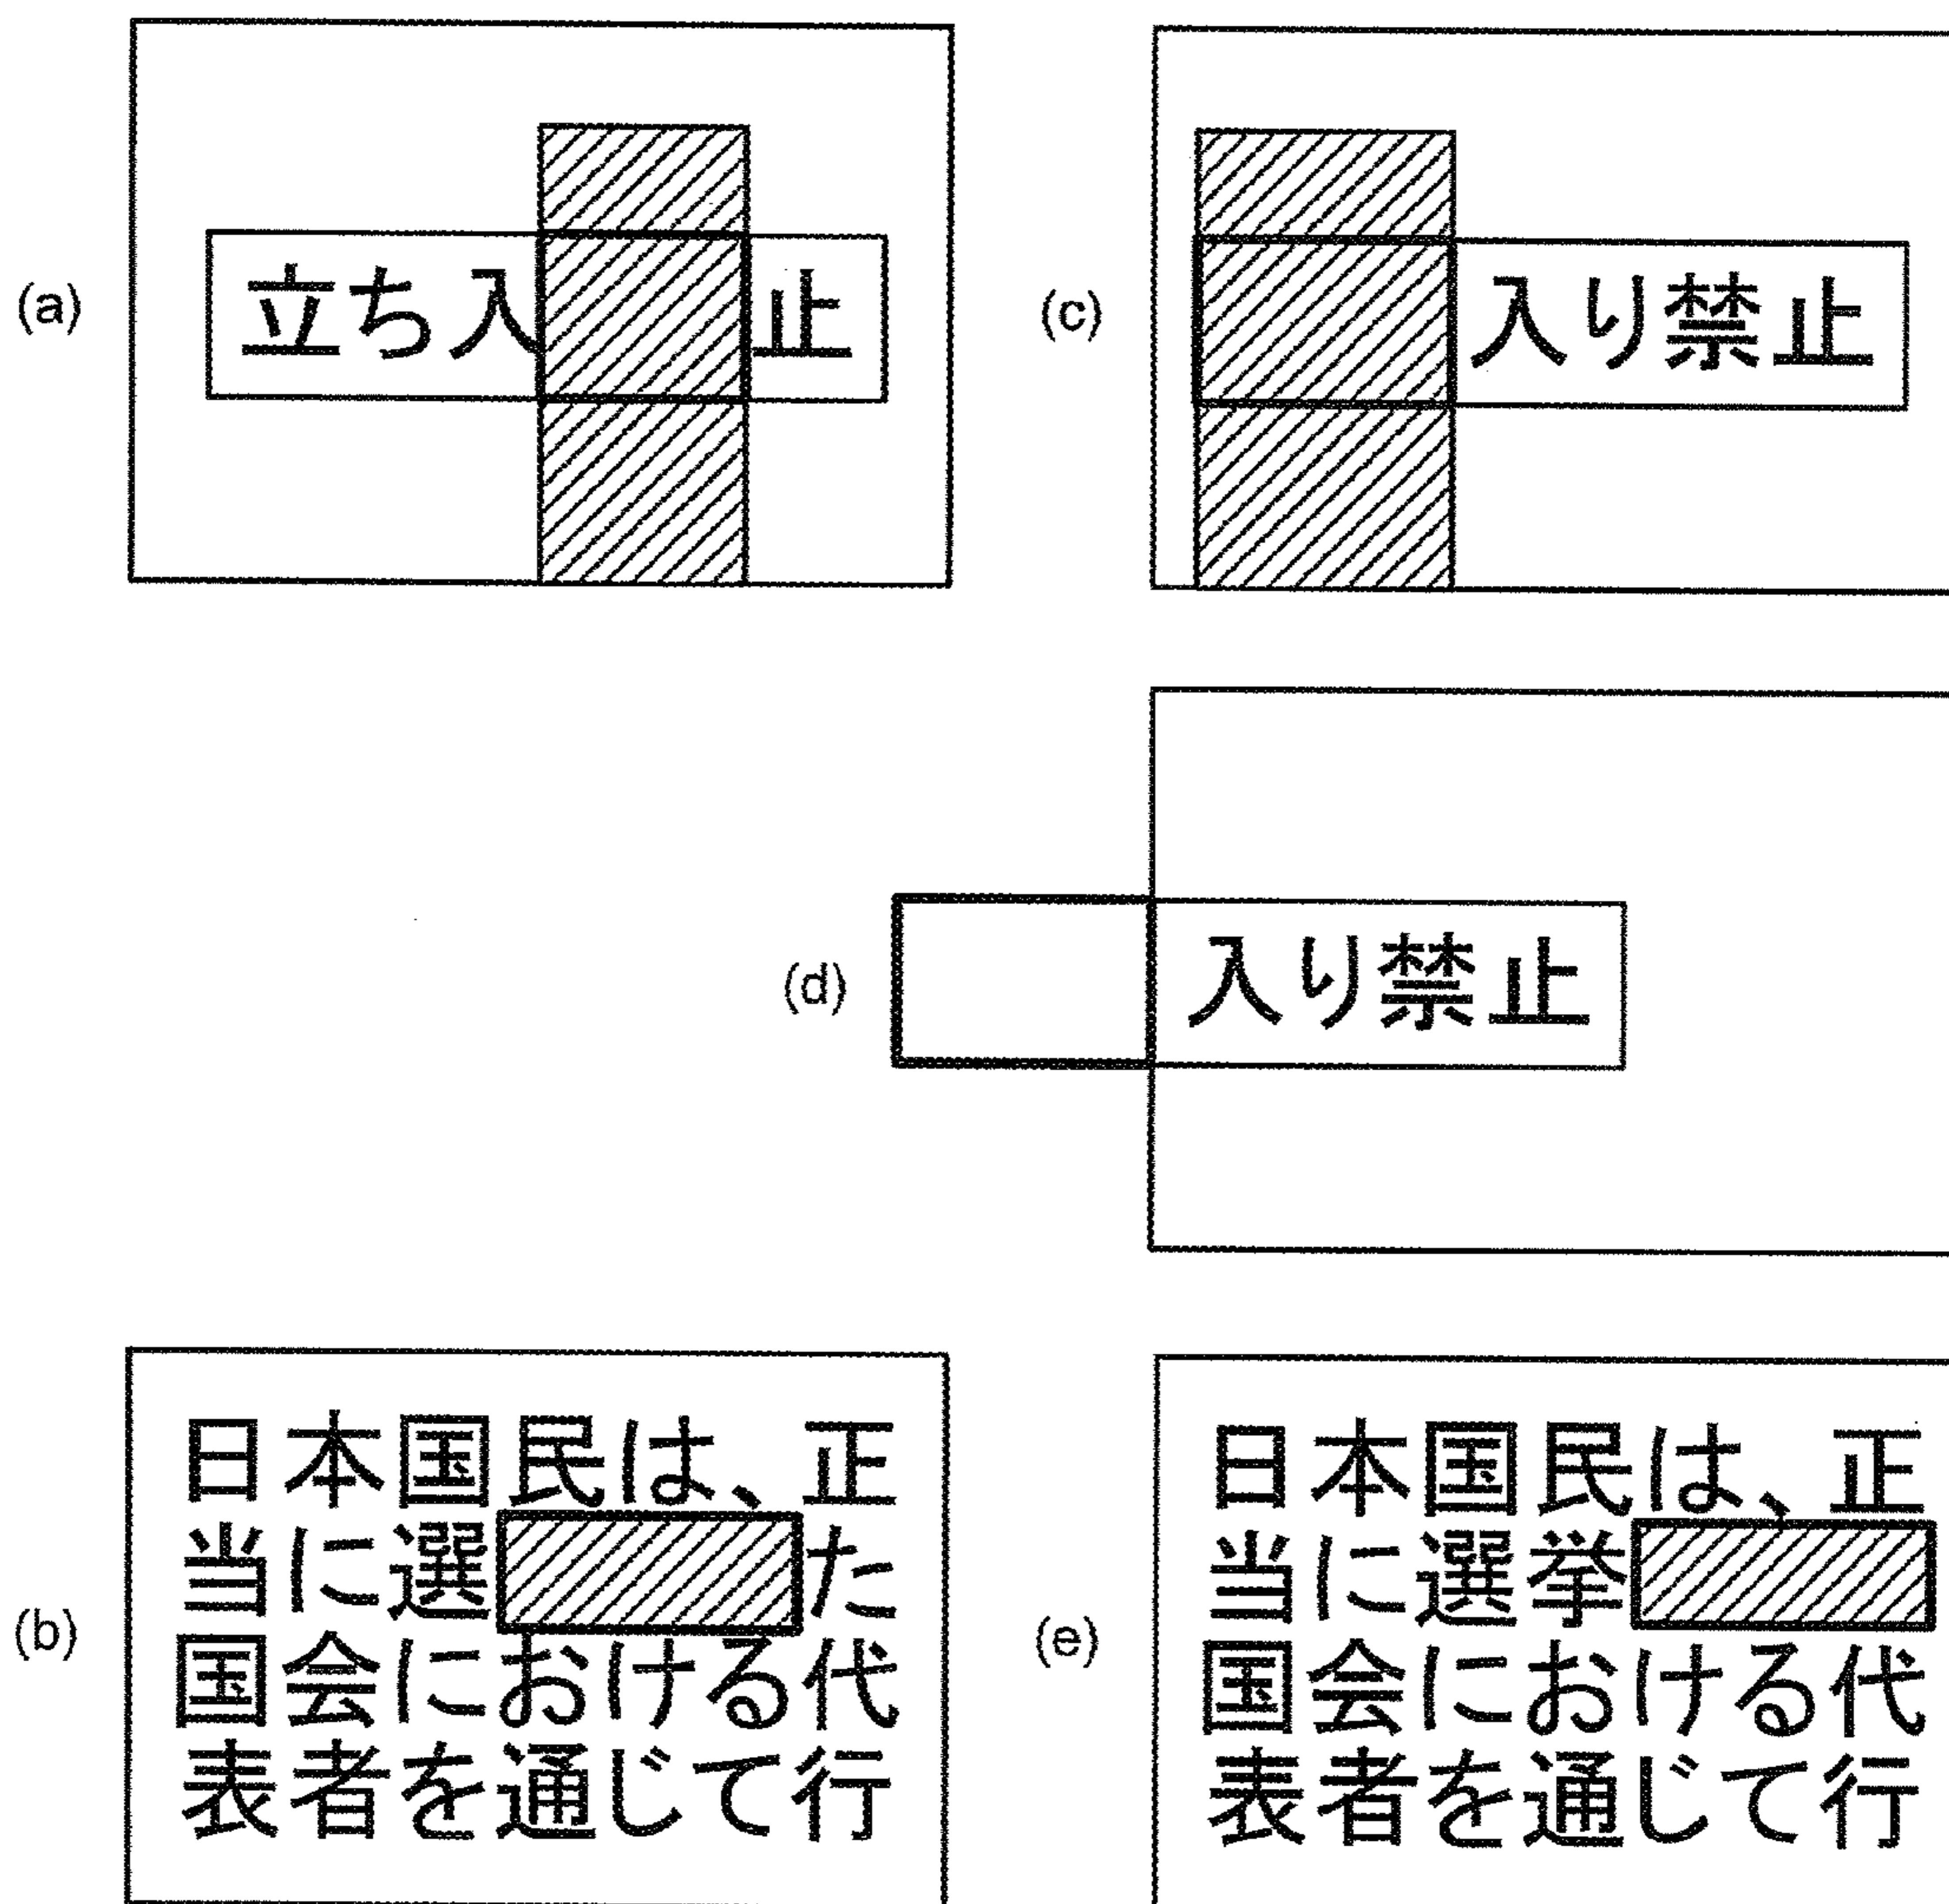 (a)
立ち入 止
(c)
入り禁止
(d)
入り禁止
(b)
日本国民は、正
当に選 た
国会における代
表者を通じて行
(e)
日本国民は、正
当に選挙
国会における代
表者を通じて行